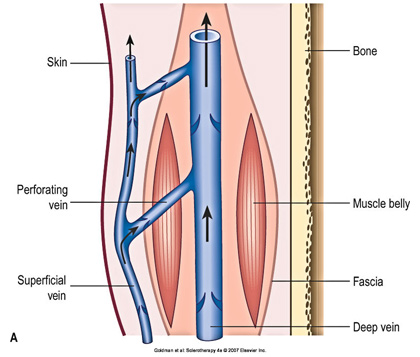 Skin
Bone
Perforating
vein
Muscle belly
Superficial
vein
Fascia
Deep vein
A
Goldman et al: Sclerotherapy 4e © 2007 Elsevier Inc.